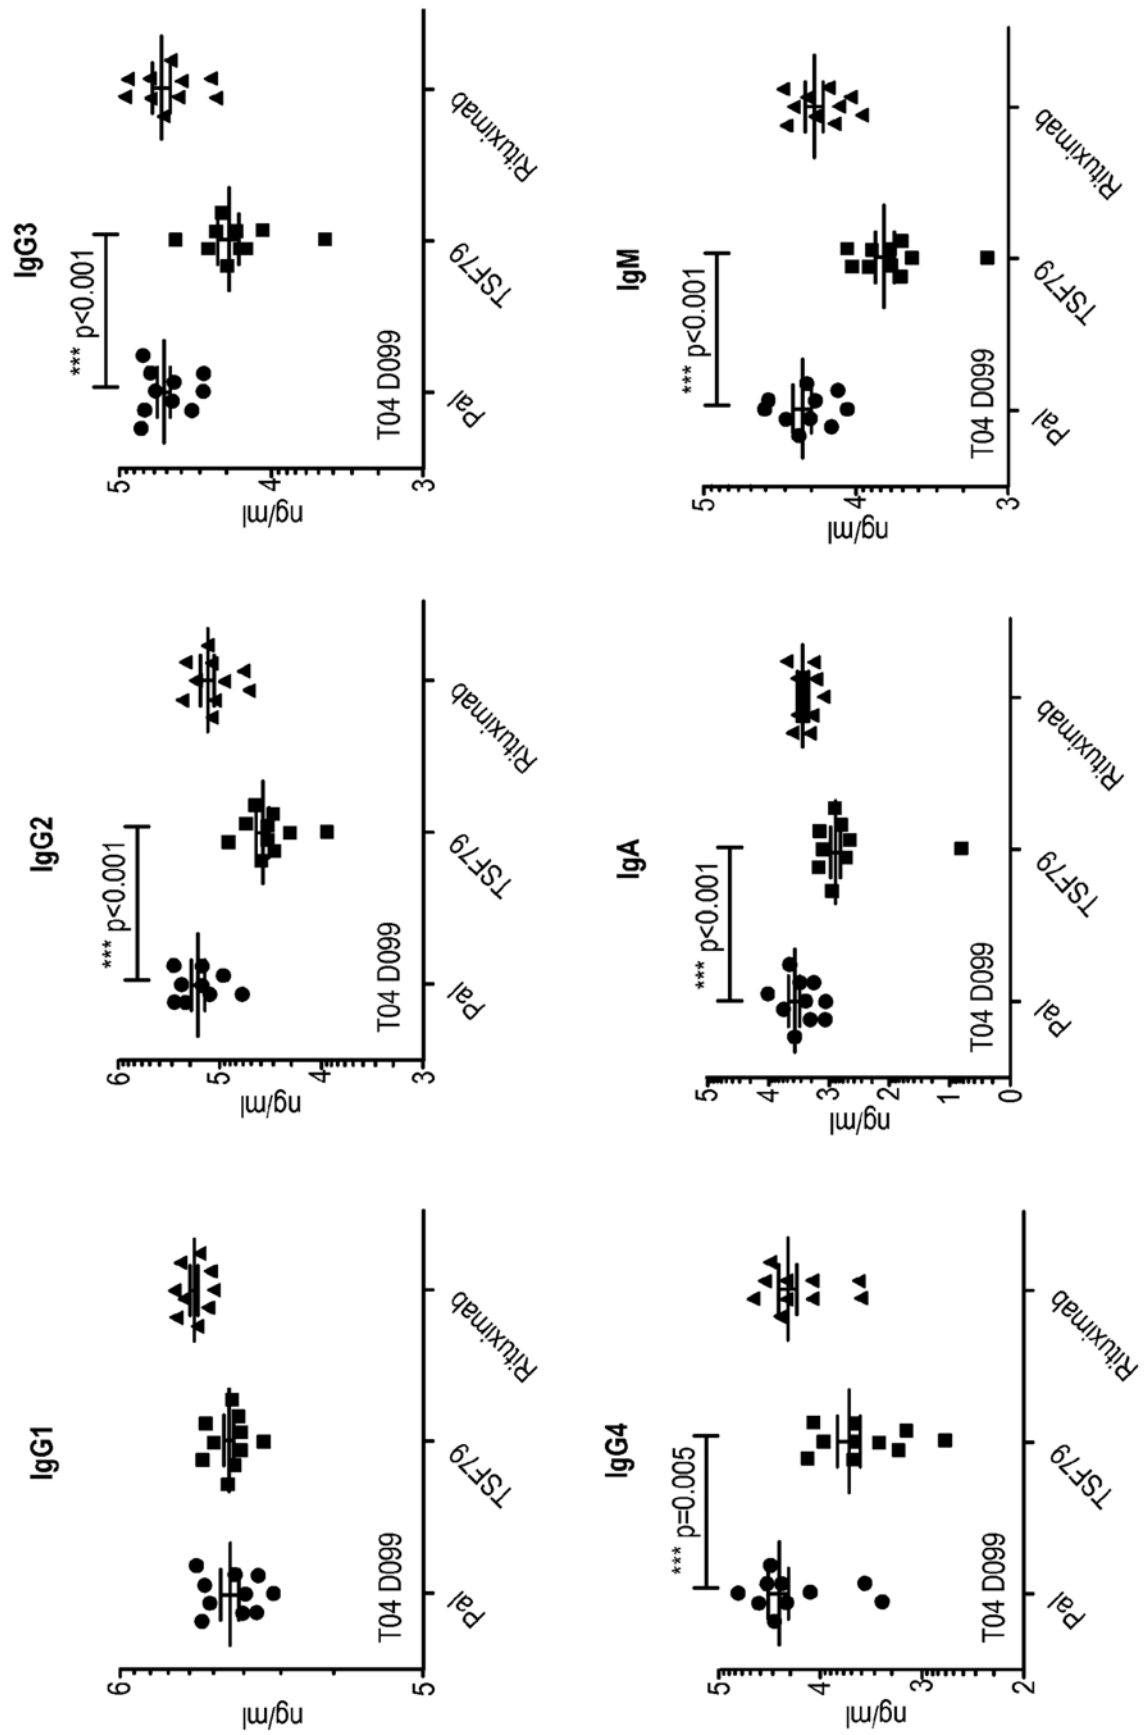 IgG1
ng/ml
6
5
T04 D099
Pal
TSF79
Rituximab
IgG2
ng/ml
6
5
4
3
*** p<0.001
T04 D099
Pal
TSF79
Rituximab
IgG3
ng/ml
5
4
3
*** p<0.001
T04 D099
Pal
TSF79
Rituximab
IgG4
ng/ml
5
4
3
2
*** p=0.005
T04 D099
Pal
TSF79
Rituximab
IgA
ng/ml
5
4
3
2
1
0
*** p<0.001
T04 D099
Pal
TSF79
Rituximab
IgM
ng/ml
5
4
3
*** p<0.001
T04 D099
Pal
TSF79
Rituximab